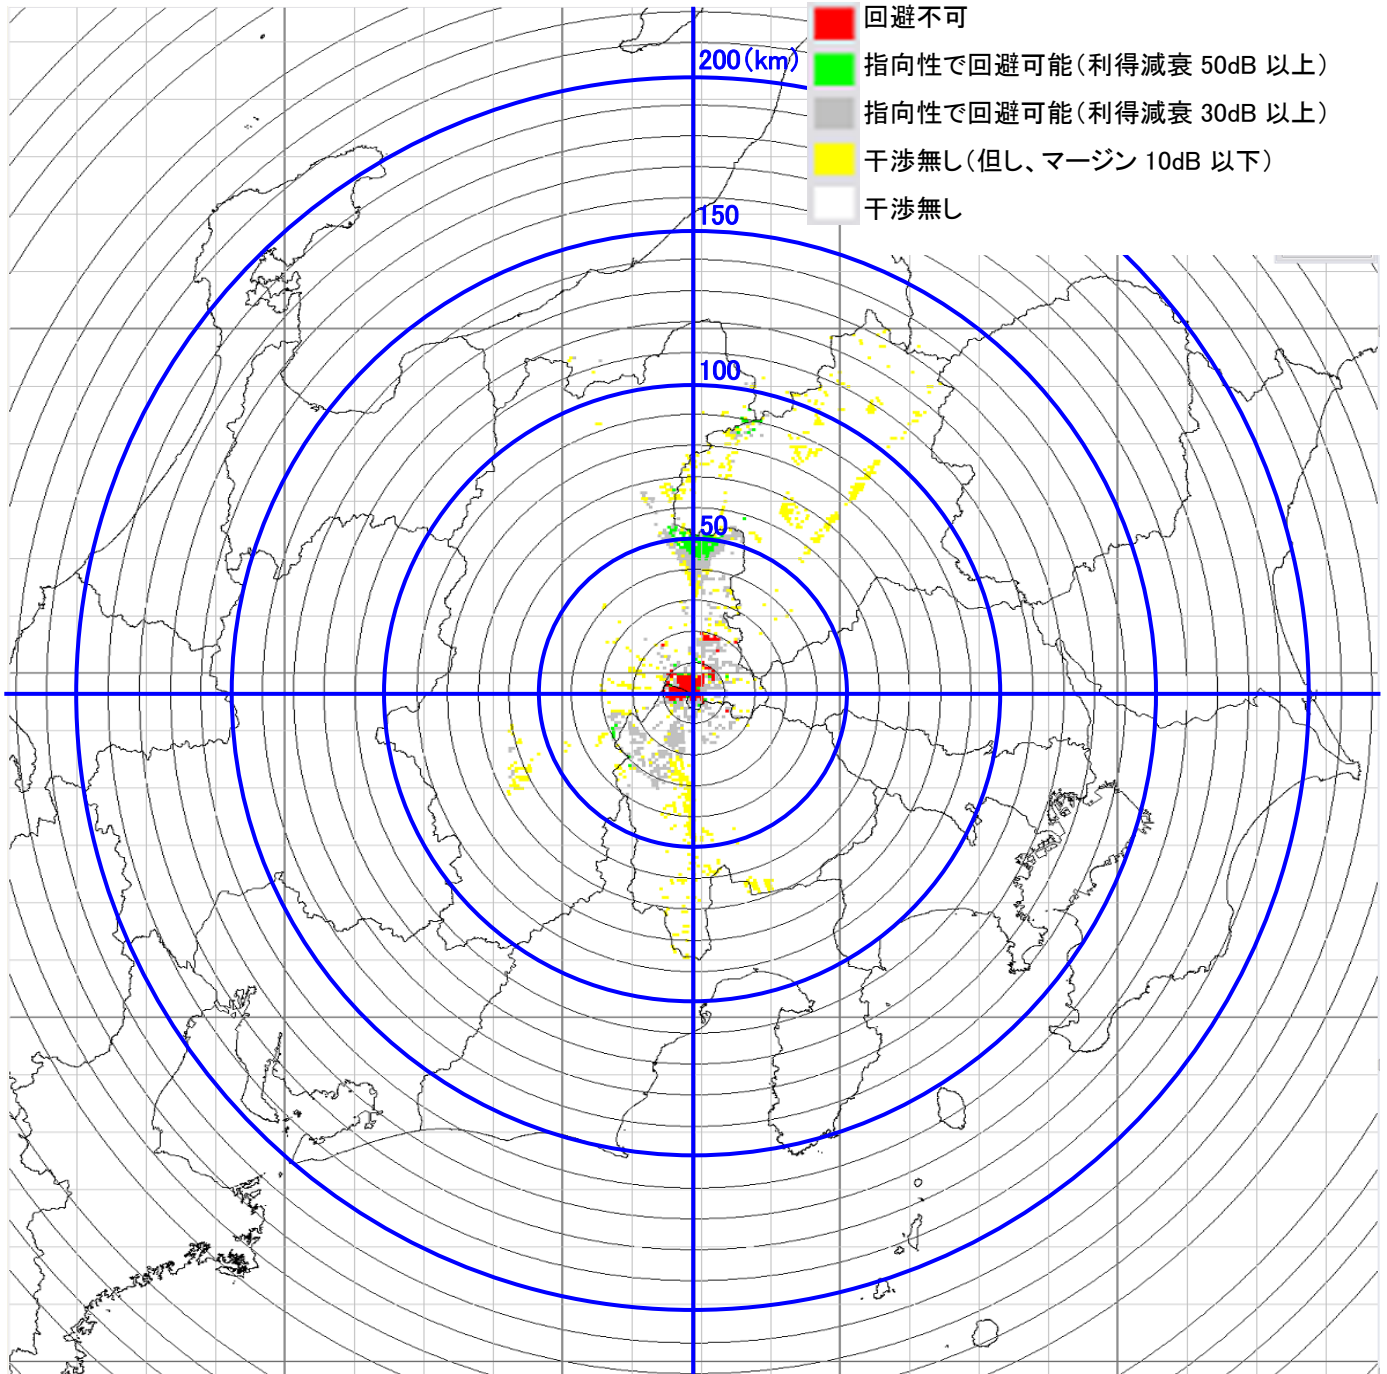 回避不可
200(km)
指向性で回避可能(利得減衰 50dB 以上)
指向性で回避可能(利得減衰 30dB 以上)
干渉無し(但し、マージン 10dB 以下)
干渉無し
150
100
50